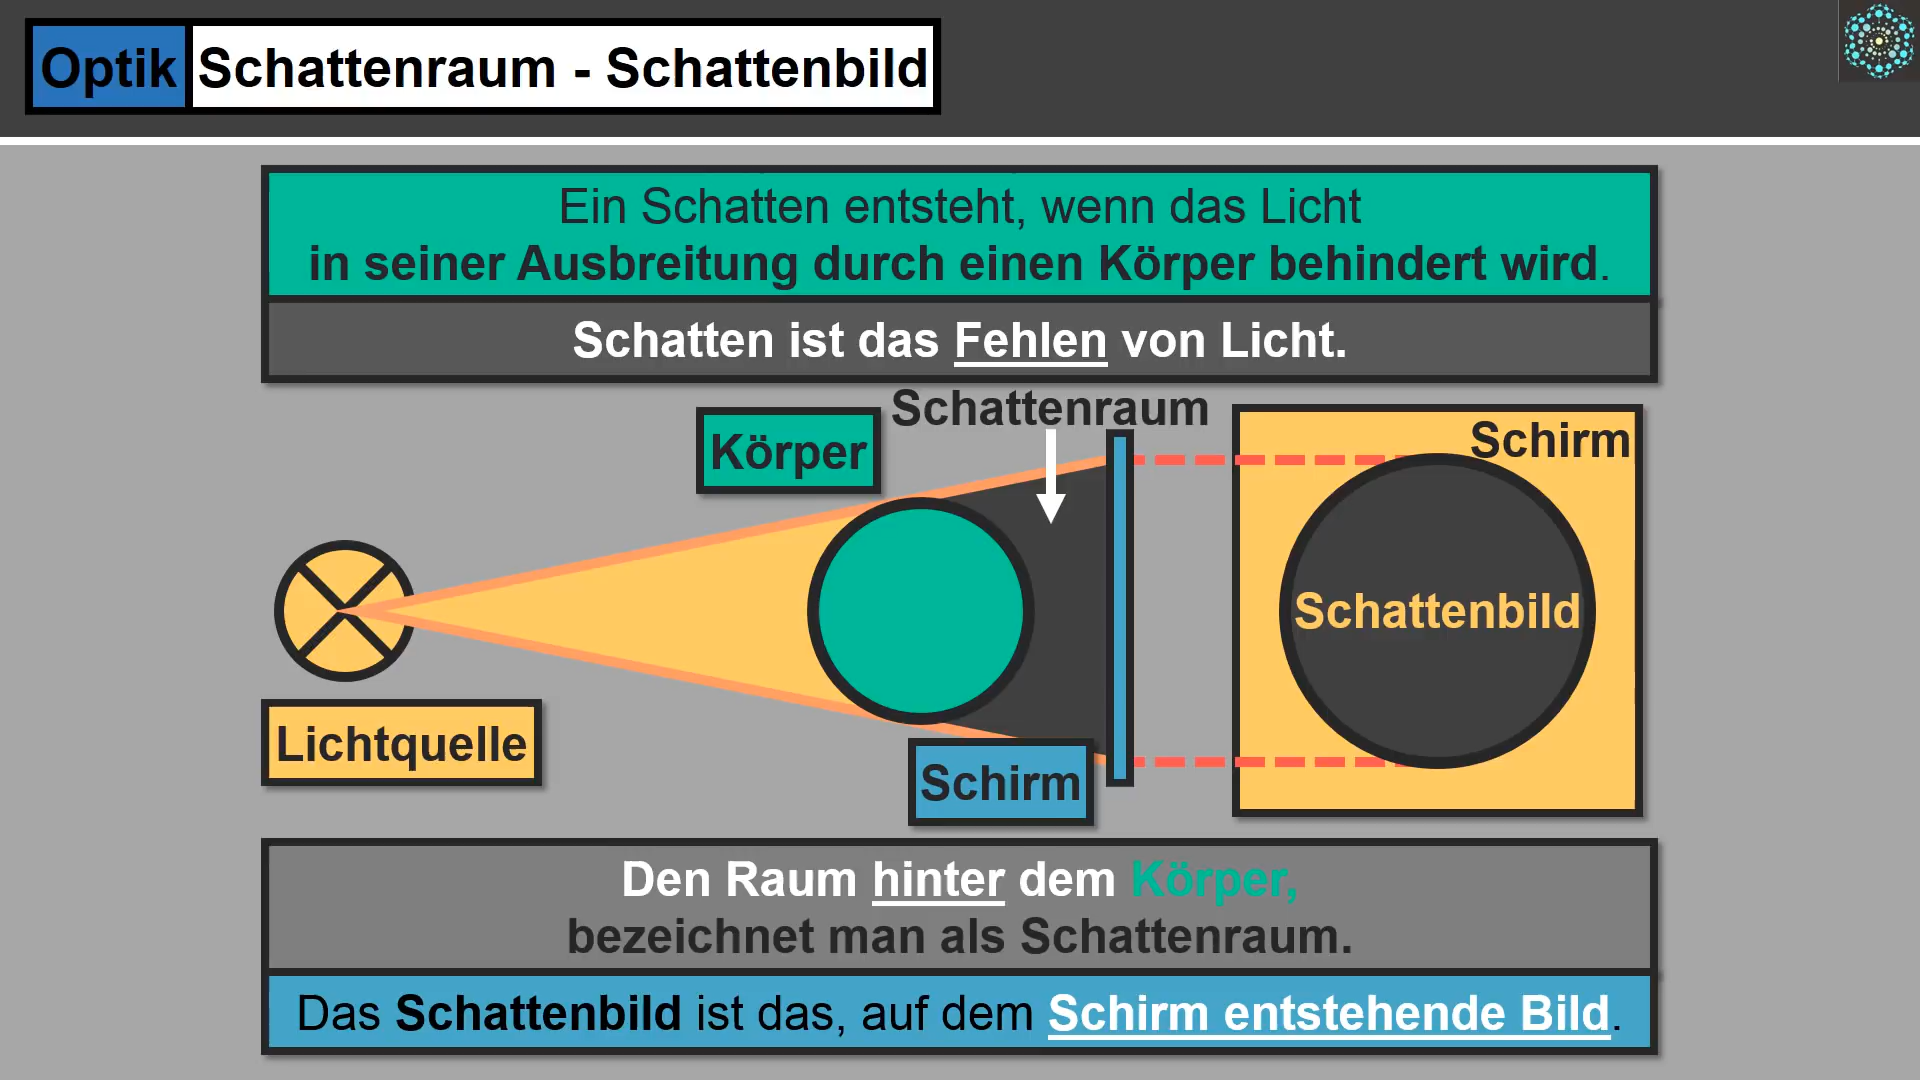 Optik Schattenraum - Schattenbild
Ein Schatten entsteht, wenn das Licht
in seiner Ausbreitung durch einen Körper behindert wird.
Schatten ist das Fehlen von Licht.
Schattenraum
Körper
Schirm
Schattenbild
Lichtquelle
Schirm
Den Raum hinter dem Körper,
bezeichnet man als Schattenraum.
Das Schattenbild ist das, auf dem Schirm entstehende Bild.